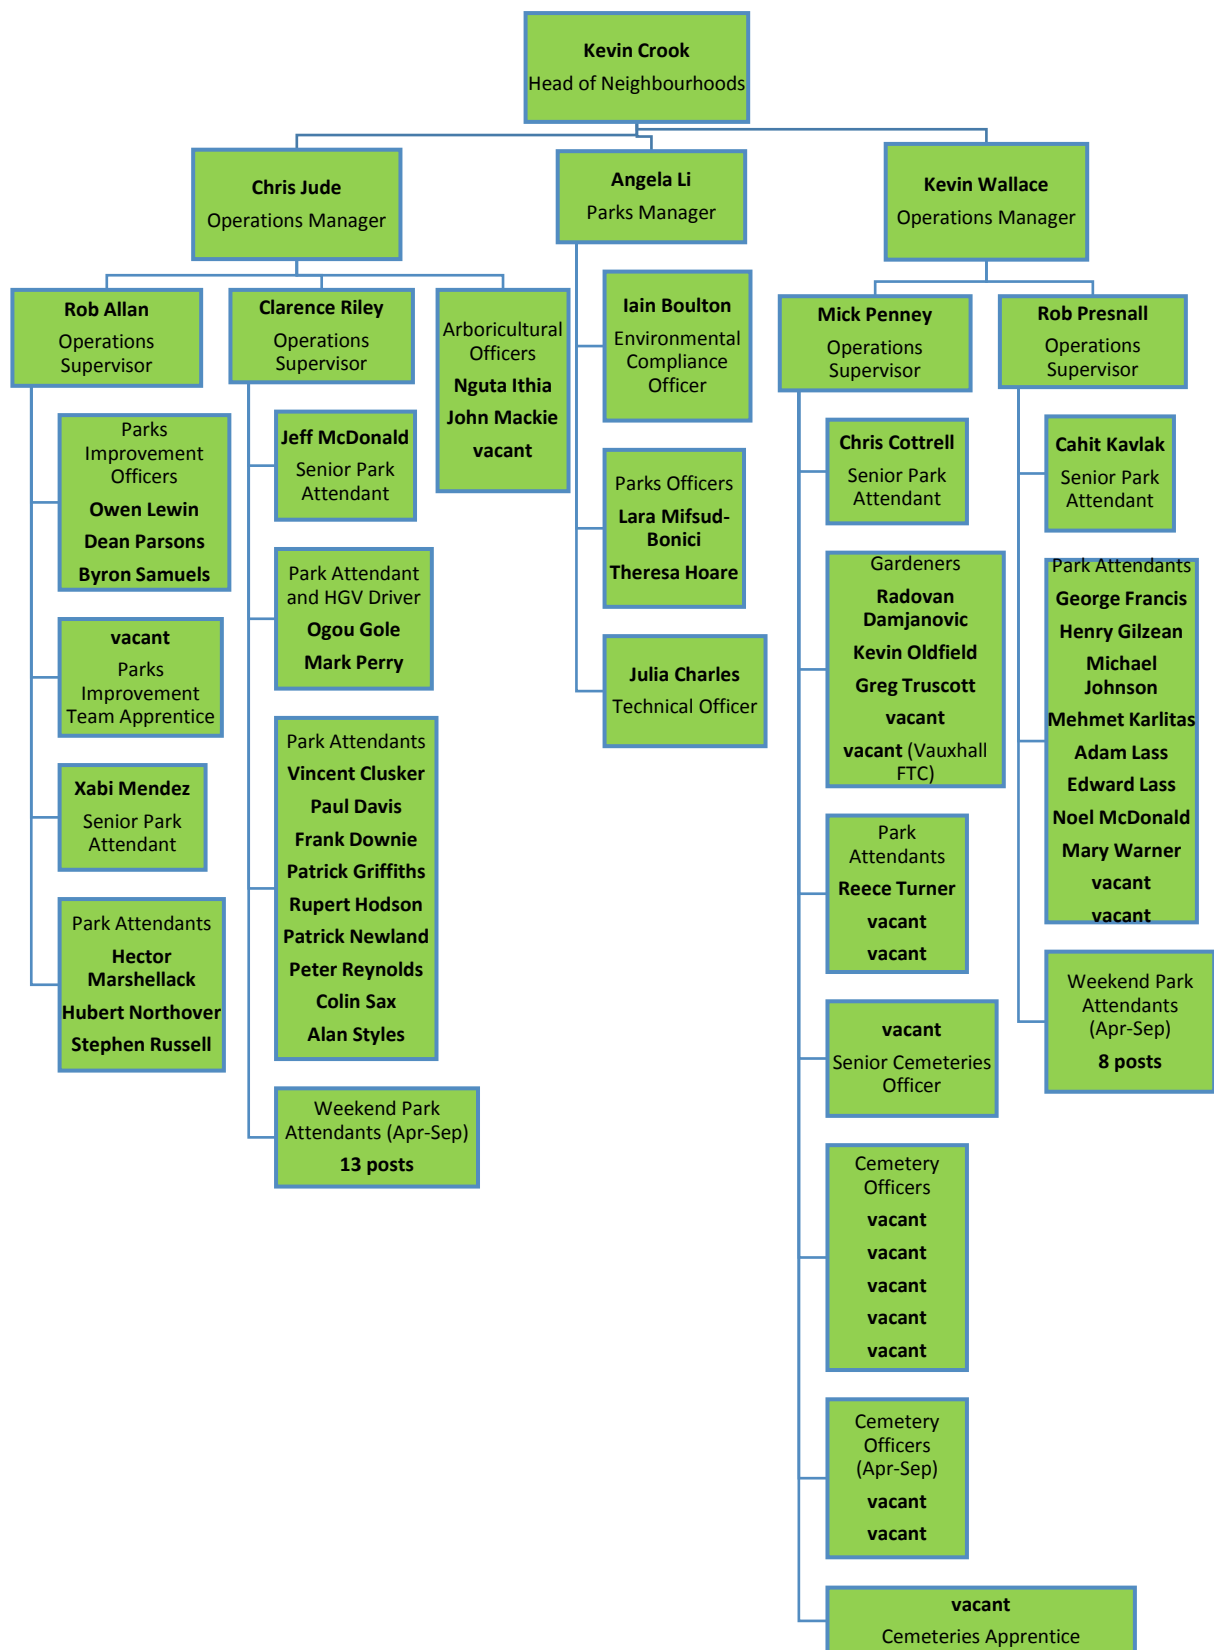 Kevin Crook
Head of Neighbourhoods
Chris Jude
Operations Manager
Angela Li
Parks Manager
Kevin Wallace
Operations Manager
Rob Allan
Operations
Supervisor
Parks
Improvement
Officers
Owen Lewin
Dean Parsons
Byron Samuels
vacant
Parks
Improvement
Team Apprentice
Xabi Mendez
Senior Park
Attendant
Park Attendants
Hector
Marshellack
Hubert Northover
Stephen Russell
Clarence Riley
Operations
Supervisor
Jeff McDonald
Senior Park
Attendant
Park Attendant
and HGV Driver
Ogou Gole
Mark Perry
Park Attendants
Vincent Clusker
Paul Davis
Frank Downie
Patrick Griffiths
Rupert Hodson
Patrick Newland
Peter Reynolds
Colin Sax
Alan Styles
Weekend Park
Attendants (Apr-Sep)
13 posts
Arboricultural
Officers
Nguta Ithia
John Mackie
vacant
Iain Boulton
Environmental
Compliance
Officer
Parks Officers
Lara Mifsud-
Bonici
Theresa Hoare
Julia Charles
Technical Officer
Mick Penney
Operations
Supervisor
Chris Cottrell
Senior Park
Attendant
Gardeners
Radovan
Damjanovic
Kevin Oldfield
Greg Truscott
vacant
vacant (Vauxhall
FTC)
Park
Attendants
Reece Turner
vacant
vacant
vacant
Senior Cemeteries
Officer
Cemetery
Officers
vacant
vacant
vacant
vacant
vacant
Cemetery
Officers
(Apr-Sep)
vacant
vacant
vacant
Cemeteries Apprentice
Rob Presnall
Operations
Supervisor
Cahit Kavlak
Senior Park
Attendant
Park Attendants
George Francis
Henry Gilzean
Michael
Johnson
Mehmet Karlitas
Adam Lass
Edward Lass
Noel McDonald
Mary Warner
vacant
vacant
Weekend Park
Attendants
(Apr-Sep)
8 posts